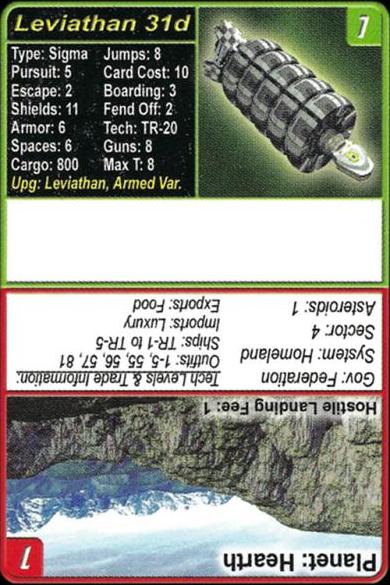 Leviathan 31d
1
Type: Sigma Jumps: 8
Pursuit: 5 Card Cost: 10
Escape: 2 Boarding: 3
Shields: 11 Fend Off: 2
Armor: 6 Tech: TR-20
Spaces: 6 Guns: 8
Cargo: 800 Max T: 8
Upg: Leviathan, Armed Var.
Planet: Hearth
1
Hostile Landing Fee: 1
Gov: Federation
System: Homeland
Sector: 4
Asteroids: 1
Tech Levels & Trade Information:
Outfits: 1-5, 55, 56, 57, 81
Ships: TR-1 to TR-5
Imports: Luxury
Exports: Food